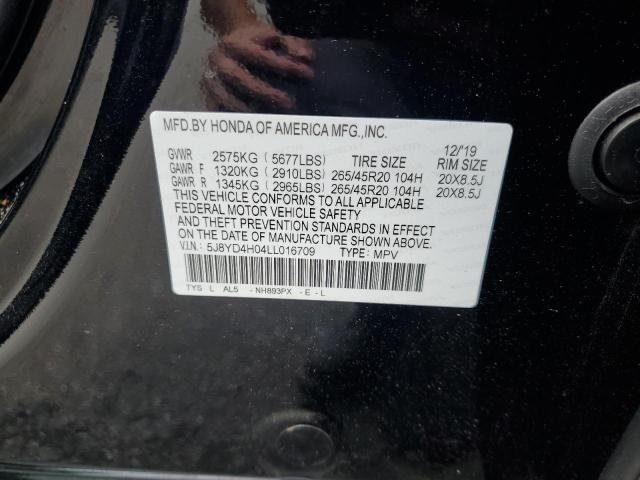 MFD.BY HONDA OF AMERICA MFG.,INC.
12/'19
GVWR 2575KG (5677LBS) TIRE SIZE RIM SIZE
GAWR F 1320KG (2910LBS) 265/45R20 104H 20X8.5J
GAWR R 1345KG (2965LBS) 265/45R20 104H 20X8.5J
THIS VEHICLE CONFORMS TO ALL APPLICABLE
FEDERAL MOTOR VEHICLE SAFETY
AND THEFT PREVENTION STANDARDS IN EFFECT
ON THE DATE OF MANUFACTURE SHOWN ABOVE.
V.I.N.: 5J8YD4H04LL016709 TYPE: MPV
TYS L AL5 - NH893PX - E - L